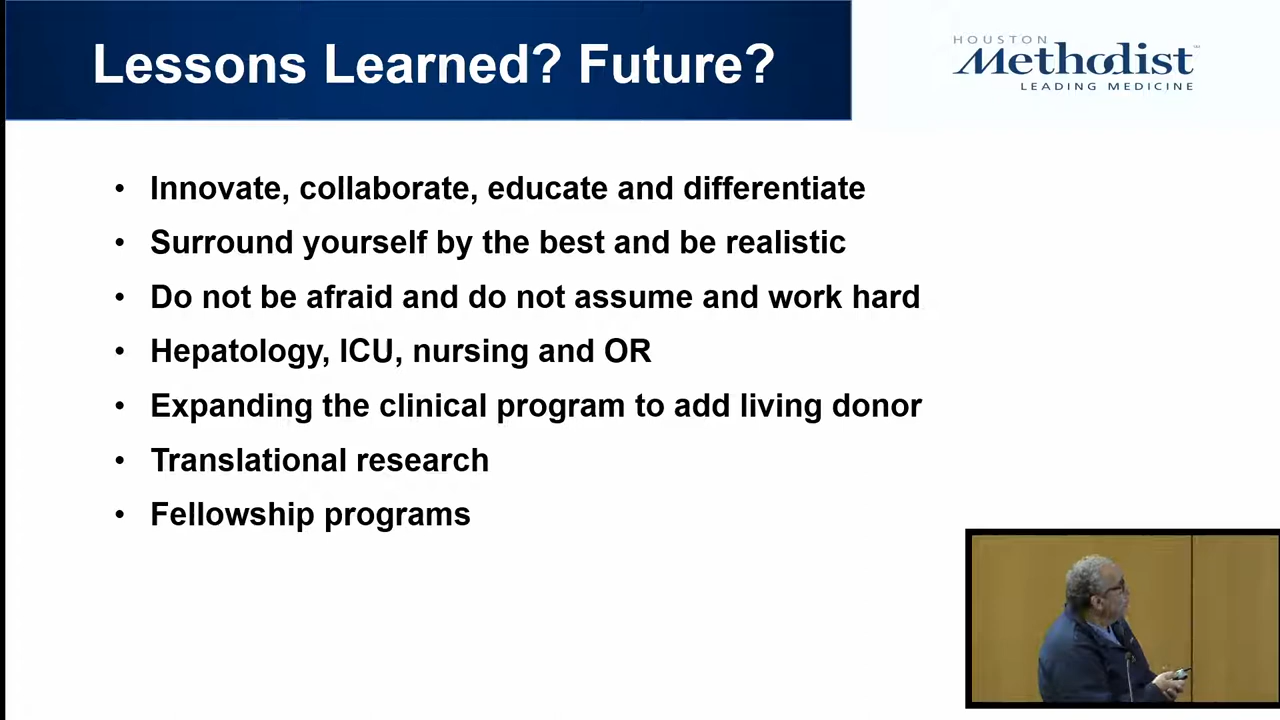 Lessons Learned? Future?
HOUSTON
Methodist
LEADING MEDICINE
• Innovate, collaborate, educate and differentiate
• Surround yourself by the best and be realistic
• Do not be afraid and do not assume and work hard
• Hepatology, ICU, nursing and OR
• Expanding the clinical program to add living donor
• Translational research
• Fellowship programs